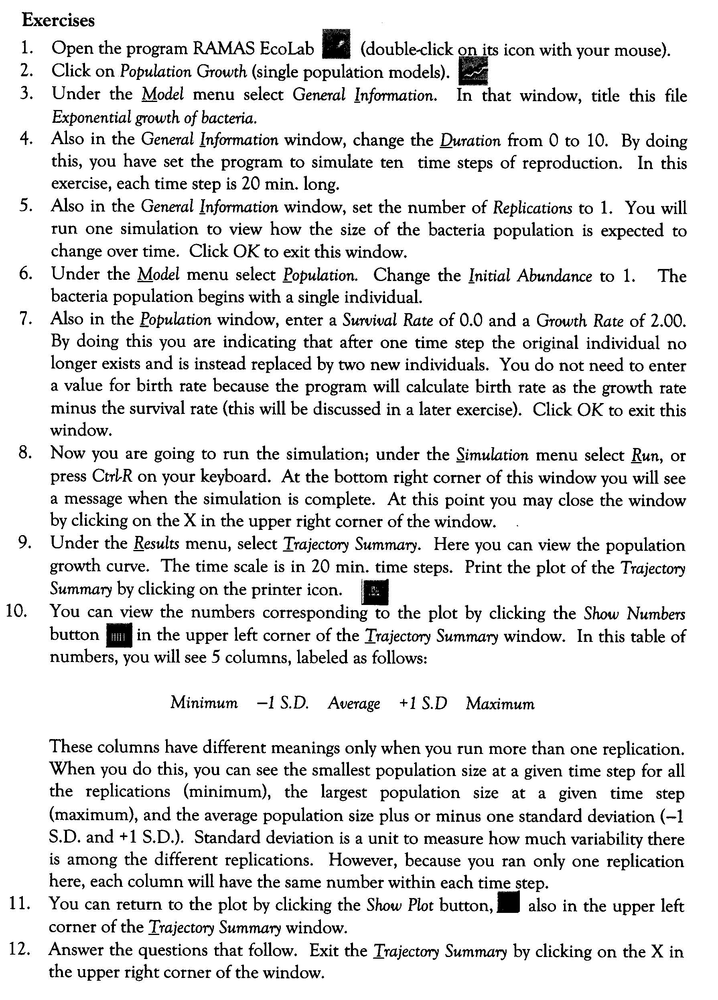 Exercises
1. Open the program RAMAS EcoLab (double-click on its icon with your mouse).
2. Click on Population Growth (single population models).
3. Under the Model menu select General Information. In that window, title this file
Exponential growth of bacteria.
4. Also in the General Information window, change the Duration from 0 to 10. By doing
this, you have set the program to simulate ten time steps of reproduction. In this
exercise, each time step is 20 min. long.
5. Also in the General Information window, set the number of Replications to 1. You will
run one simulation to view how the size of the bacteria population is expected to
change over time. Click OK to exit this window.
6. Under the Model menu select Population. Change the Initial Abundance to 1. The
bacteria population begins with a single individual.
7. Also in the Population window, enter a Survival Rate of 0.0 and a Growth Rate of 2.00.
By doing this you are indicating that after one time step the original individual no
longer exists and is instead replaced by two new individuals. You do not need to enter
a value for birth rate because the program will calculate birth rate as the growth rate
minus the survival rate (this will be discussed in a later exercise). Click OK to exit this
window.
8. Now you are going to run the simulation; under the Simulation menu select Run, or
press Ctrl-R on your keyboard. At the bottom right corner of this window you will see
a message when the simulation is complete. At this point you may close the window
by clicking on the X in the upper right corner of the window.
9. Under the Results menu, select Trajectory Summary. Here you can view the population
growth curve. The time scale is in 20 min. time steps. Print the plot of the Trajectory
Summary by clicking on the printer icon.
10. You can view the numbers corresponding to the plot by clicking the Show Numbers
button in the upper left corner of the Trajectory Summary window. In this table of
numbers, you will see 5 columns, labeled as follows:
Minimum –1 S.D. Average +1 S.D Maximum
These columns have different meanings only when you run more than one replication.
When you do this, you can see the smallest population size at a given time step for all
the replications (minimum), the largest population size at a given time step
(maximum), and the average population size plus or minus one standard deviation (–1
S.D. and +1 S.D.). Standard deviation is a unit to measure how much variability there
is among the different replications. However, because you ran only one replication
here, each column will have the same number within each time step.
11. You can return to the plot by clicking the Show Plot button, also in the upper left
corner of the Trajectory Summary window.
12. Answer the questions that follow. Exit the Trajectory Summary by clicking on the X in
the upper right corner of the window.